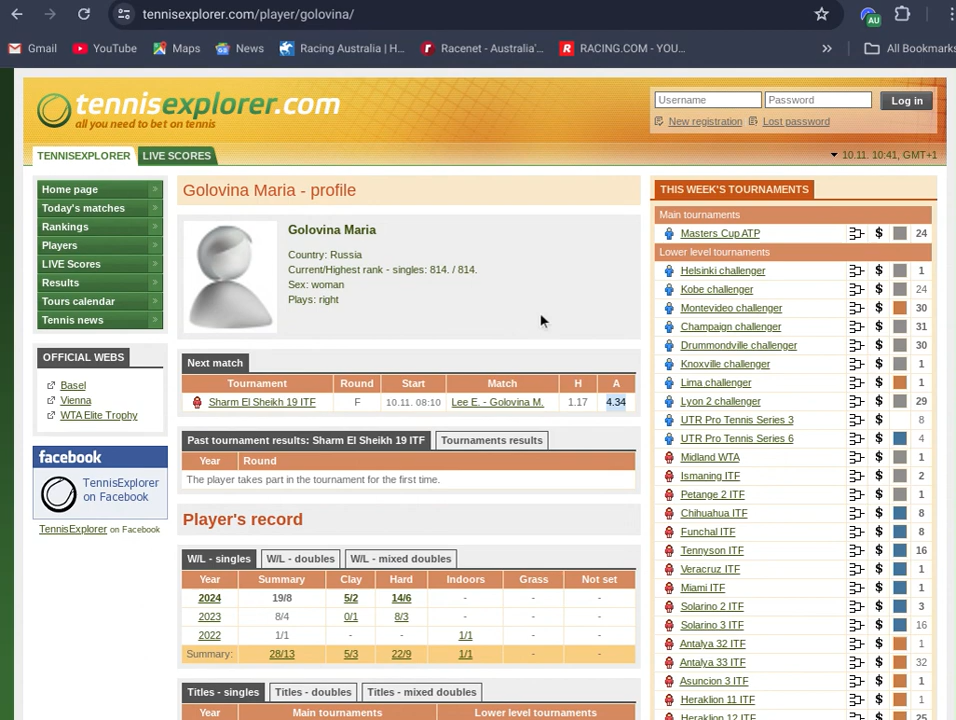 tennisexplorer.com/player/golovina/
AU
Gmail YouTube Maps News Racing Australia | H... Racenet - Australia'... RACING.COM - YOU... » All Bookmarks
tennisexplorer.com
all you need to bet on tennis
Username Password Log in
New registration Lost password
TENNISEXPLORER LIVE SCORES
10.11. 10:41, GMT+1
Home page
Today's matches
Rankings
Players
LIVE Scores
Results
Tours calendar
Tennis news
OFFICIAL WEBS
Basel
Vienna
WTA Elite Trophy
facebook
TennisExplorer
on Facebook
TennisExplorer on Facebook
Golovina Maria - profile
Golovina Maria
Country: Russia
Current/Highest rank - singles: 814. / 814.
Sex: woman
Plays: right
Next match
Tournament Round Start Match H A
Sharm El Sheikh 19 ITF F 10.11. 08:10 Lee E. - Golovina M. 1.17 4.34
Past tournament results: Sharm El Sheikh 19 ITF Tournaments results
Year Round
The player takes part in the tournament for the first time.
Player's record
W/L - singles W/L - doubles W/L - mixed doubles
Year Summary Clay Hard Indoors Grass Not set
2024 19/8 5/2 14/6 - - -
2023 8/4 0/1 8/3 - - -
2022 1/1 - - 1/1 - -
Summary: 28/13 5/3 22/9 1/1 - -
Titles - singles Titles - doubles Titles - mixed doubles
Year Main tournaments Lower level tournaments
THIS WEEK'S TOURNAMENTS
Main tournaments
Masters Cup ATP $ 24
Lower level tournaments
Helsinki challenger $ 1
Kobe challenger $ 24
Montevideo challenger $ 30
Champaign challenger $ 31
Drummondville challenger $ 30
Knoxville challenger $ 1
Lima challenger $ 1
Lyon 2 challenger $ 29
UTR Pro Tennis Series 3 $ 8
UTR Pro Tennis Series 6 $ 4
Midland WTA $ 1
Ismaning ITF $ 2
Petange 2 ITF $ 1
Chihuahua ITF $ 8
Funchal ITF $ 8
Tennyson ITF $ 16
Veracruz ITF $ 1
Miami ITF $ 1
Solarino 2 ITF $ 3
Solarino 3 ITF $ 16
Antalya 32 ITF $ 1
Antalya 33 ITF $ 32
Asuncion 3 ITF $ 1
Heraklion 11 ITF $ 1
Heraklion 12 ITF $ 25